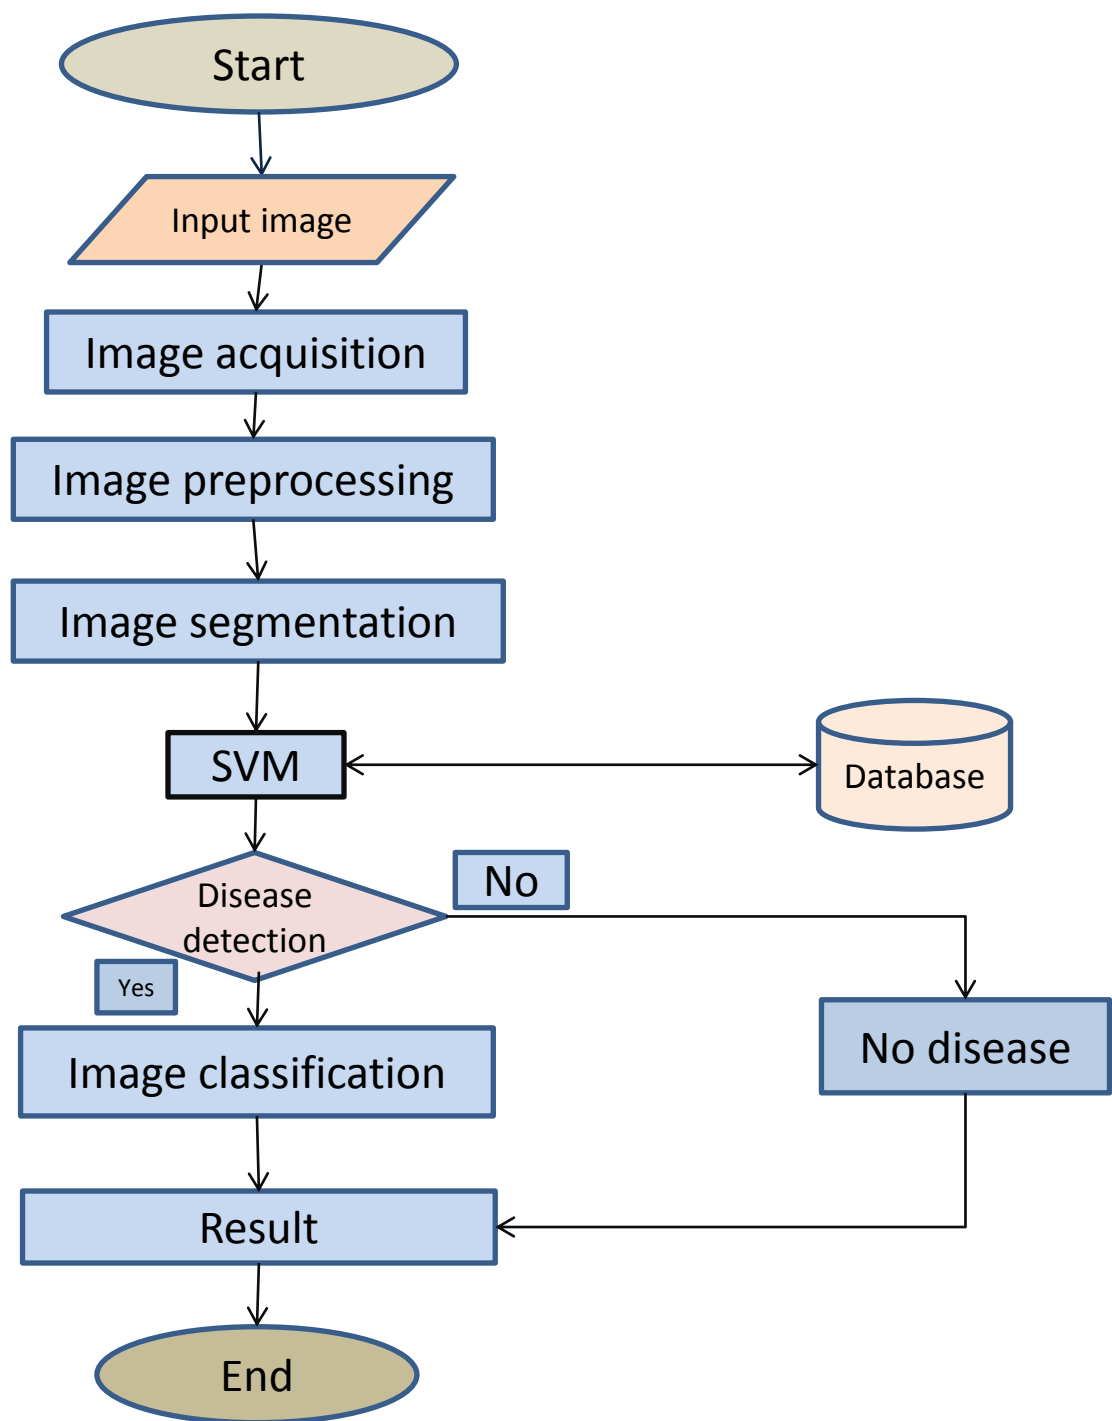 Start
Input image
Image acquisition
Image preprocessing
Image segmentation
SVM
Database
Disease
detection
No
Yes
Image classification
No disease
Result
End